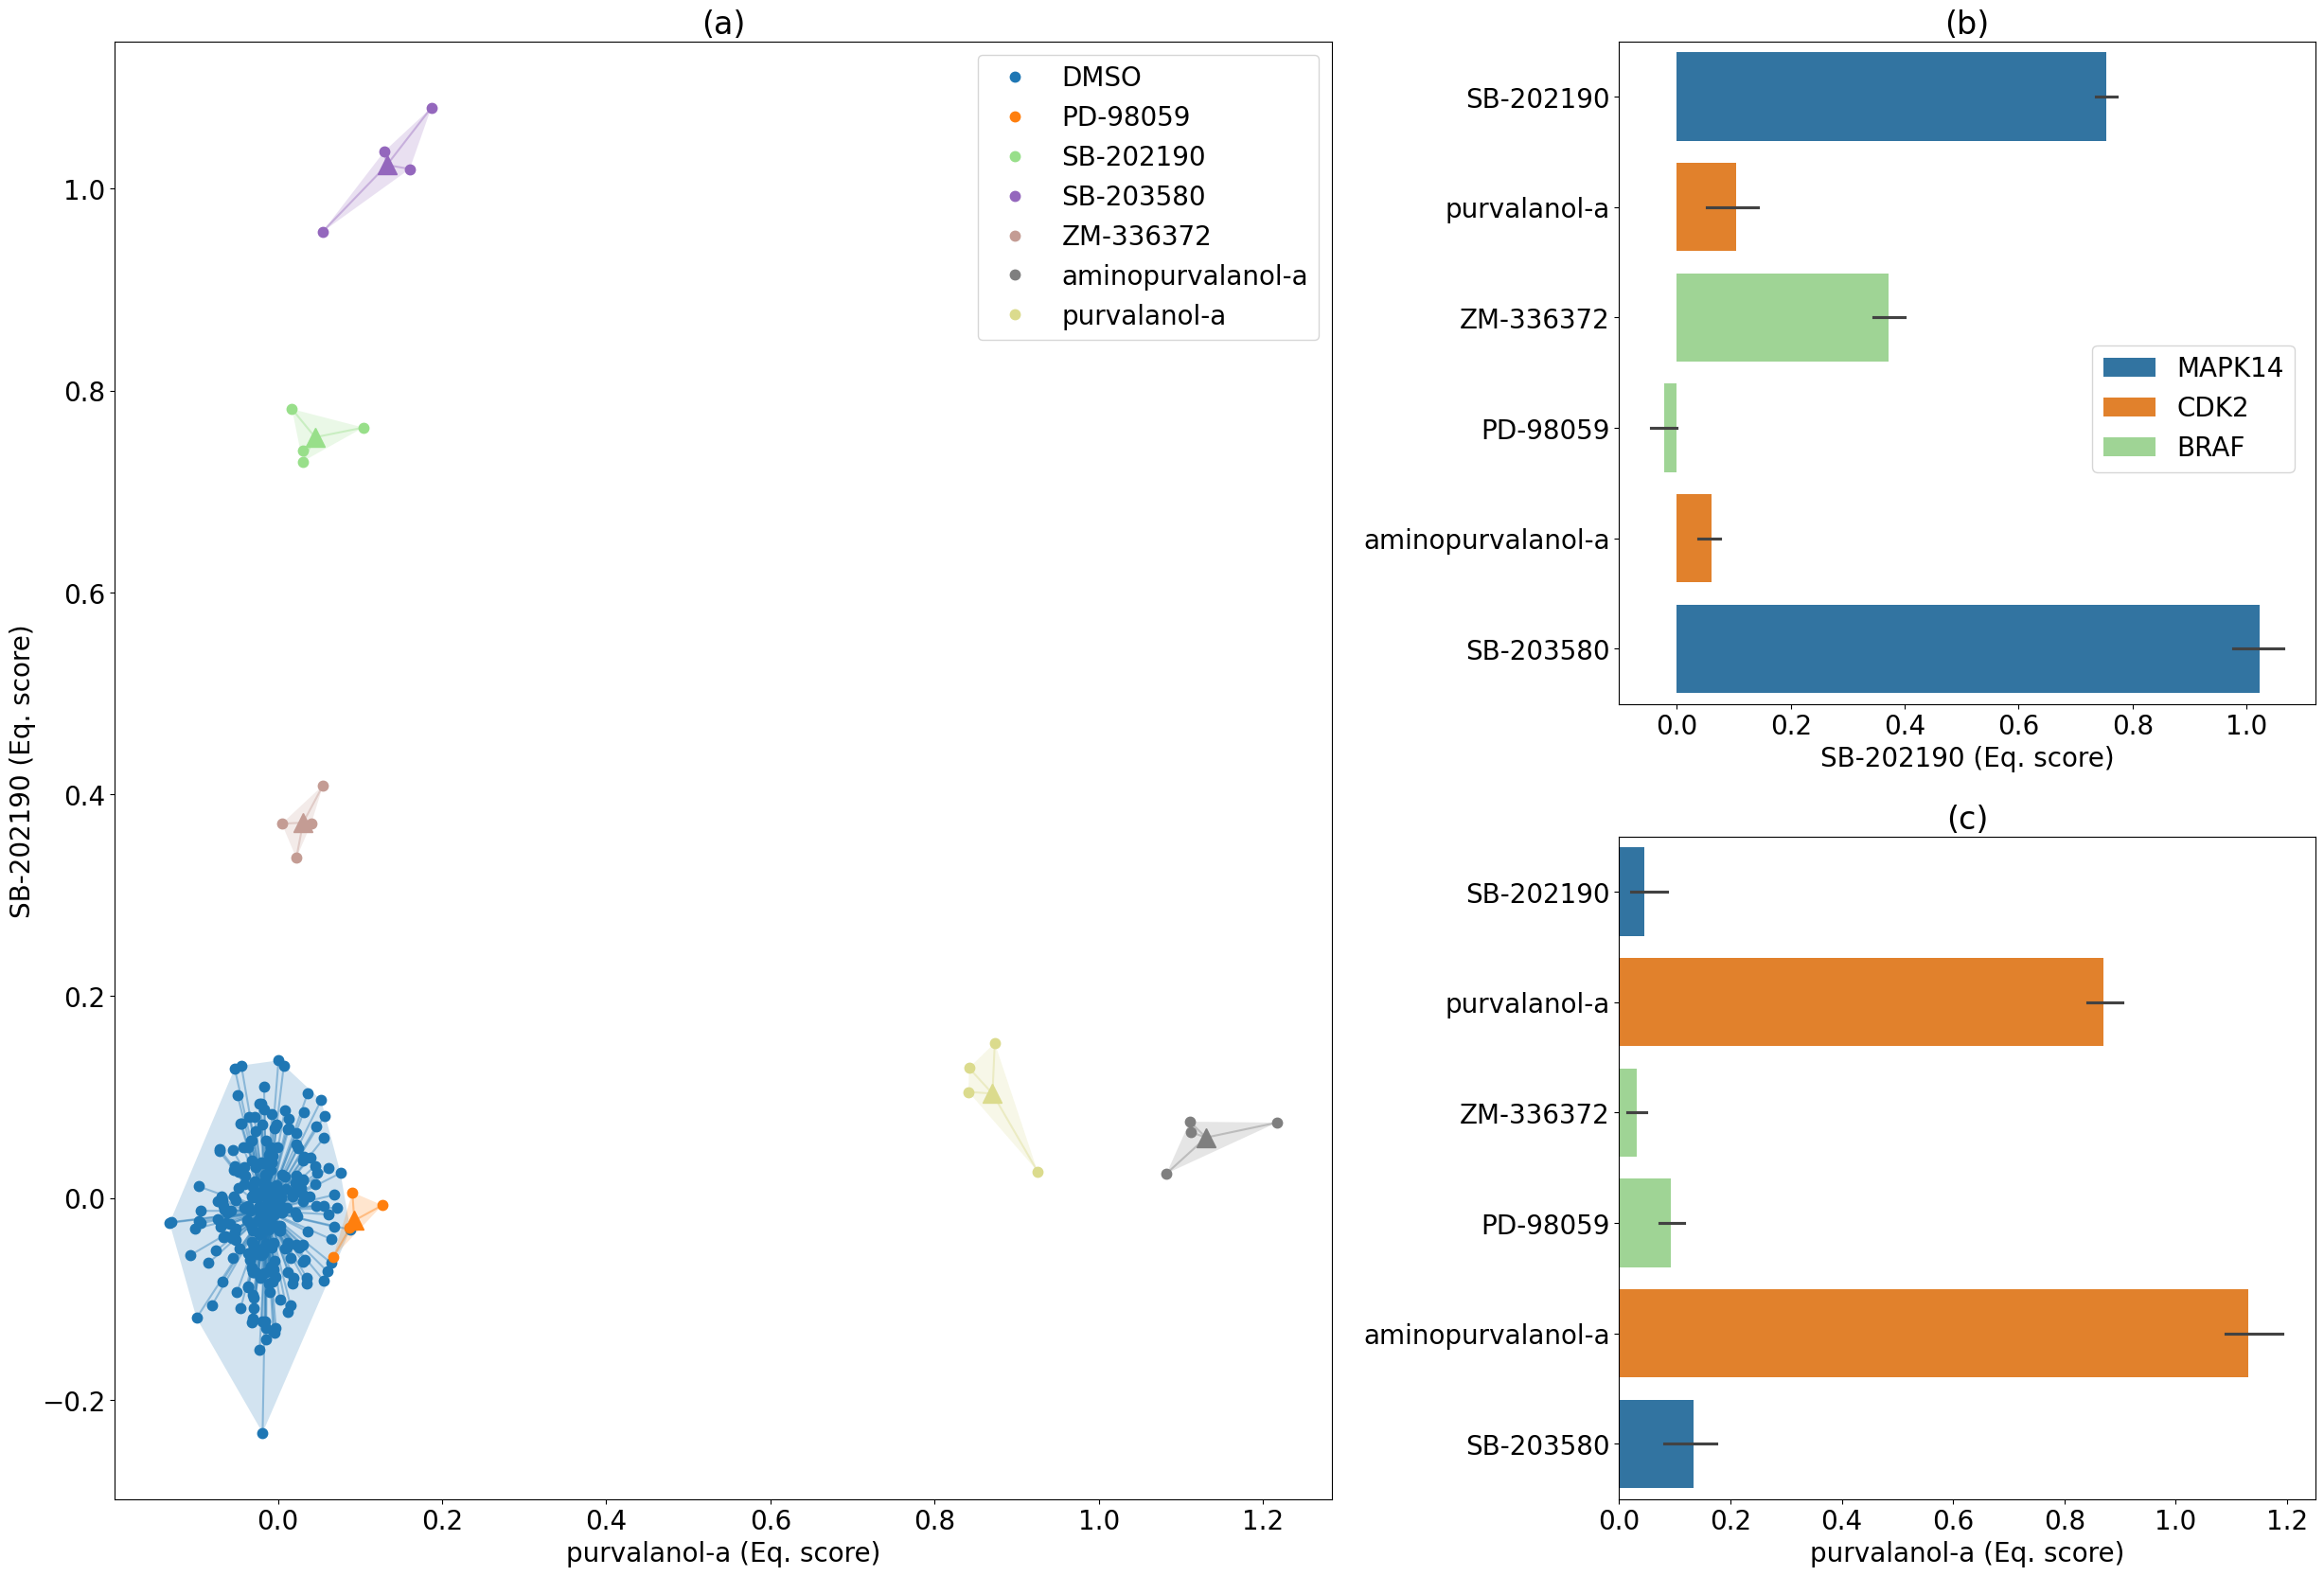 (a)
DMSO
PD-98059
SB-202190
SB-203580
ZM-336372
aminopurvalanol-a
purvalanol-a
1.0
0.8
0.6
0.4
0.2
0.0
−0.2
SB-202190 (Eq. score)
0.0 0.2 0.4 0.6 0.8 1.0 1.2
purvalanol-a (Eq. score)
(b)
SB-202190
purvalanol-a
ZM-336372
PD-98059
aminopurvalanol-a
SB-203580
MAPK14
CDK2
BRAF
0.0 0.2 0.4 0.6 0.8 1.0
SB-202190 (Eq. score)
(c)
SB-202190
purvalanol-a
ZM-336372
PD-98059
aminopurvalanol-a
SB-203580
0.0 0.2 0.4 0.6 0.8 1.0 1.2
purvalanol-a (Eq. score)